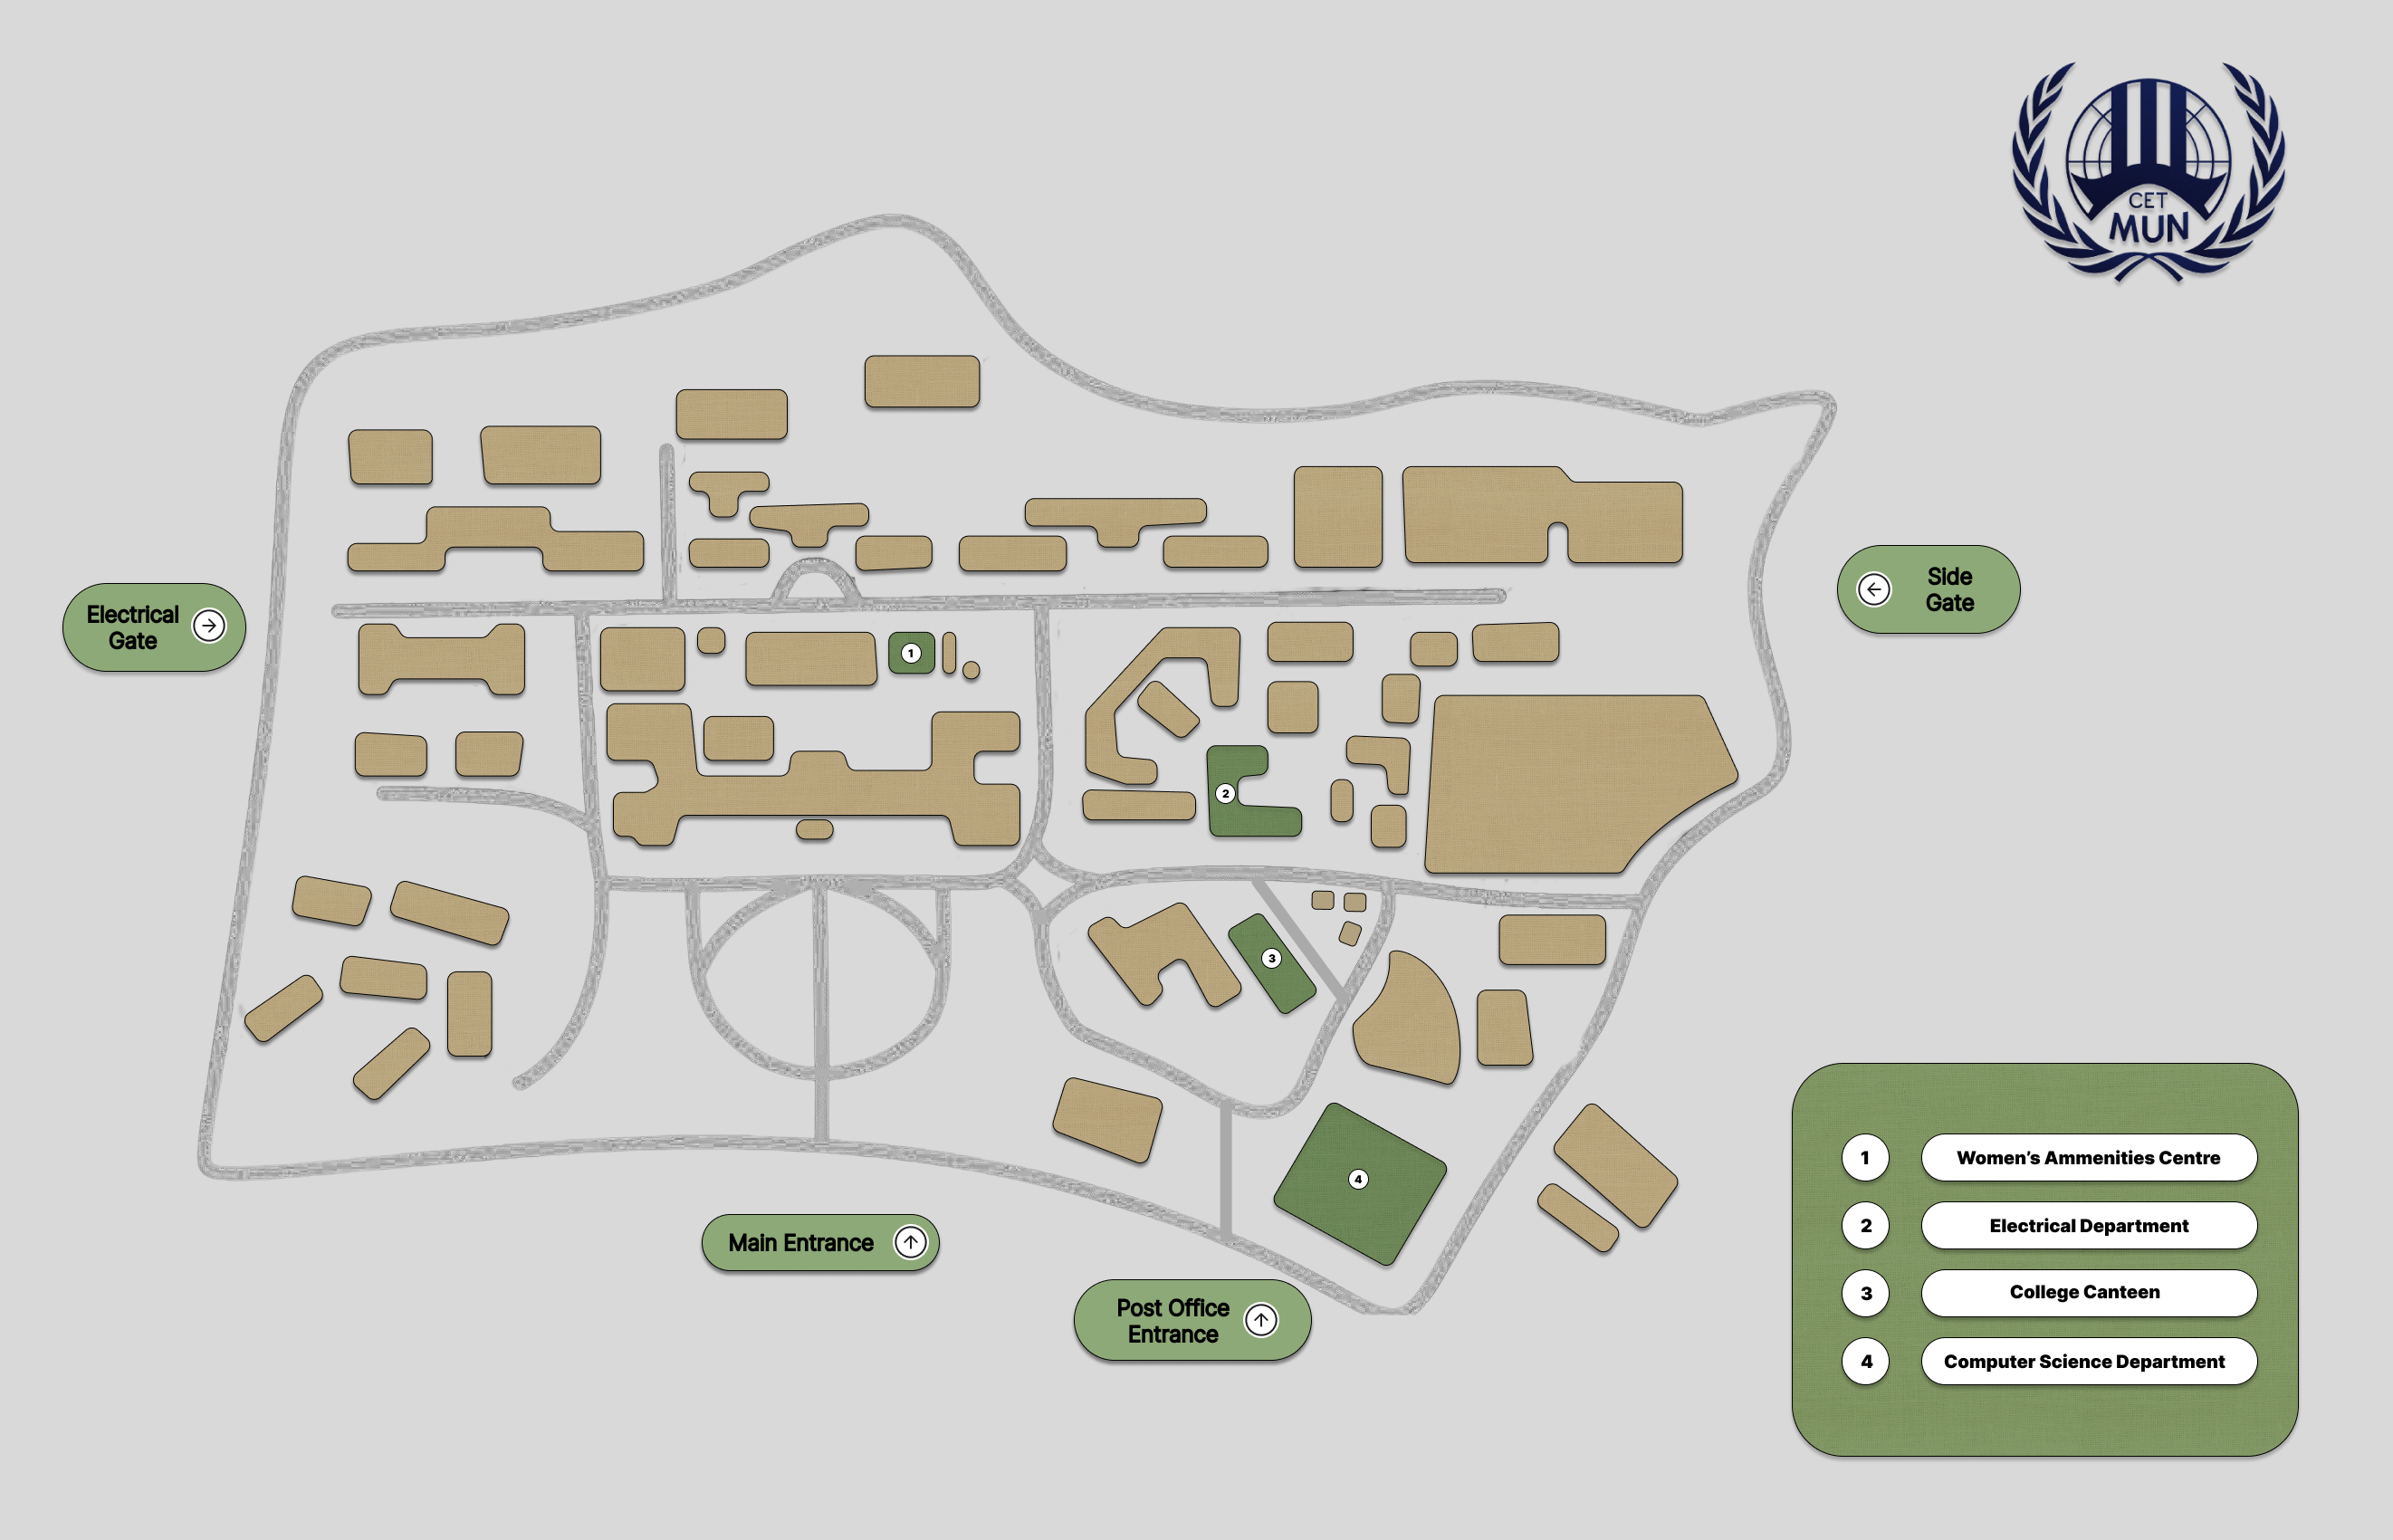 CET
MUN
Electrical
Gate
Side
Gate
1
2
3
4
Main Entrance
Post Office
Entrance
1 Women's Ammenities Centre
2 Electrical Department
3 College Canteen
4 Computer Science Department